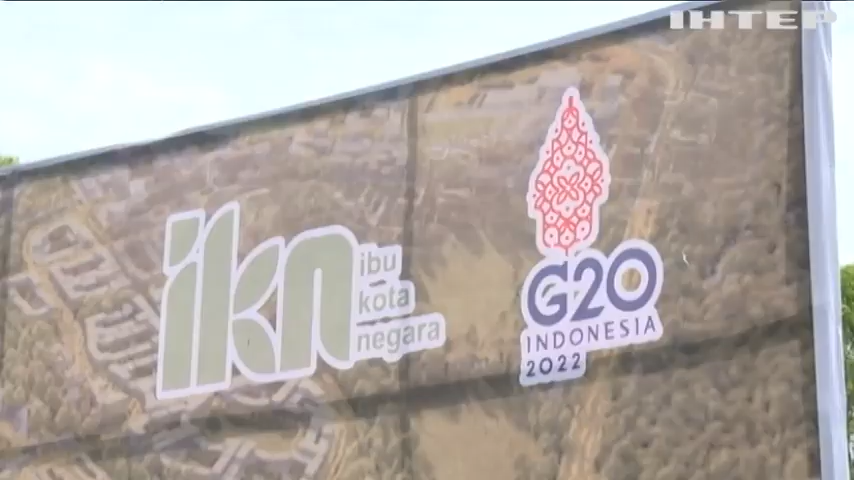 ІНТЕР
ikn
ibu
kota
negara
G20
INDONESIA
2022